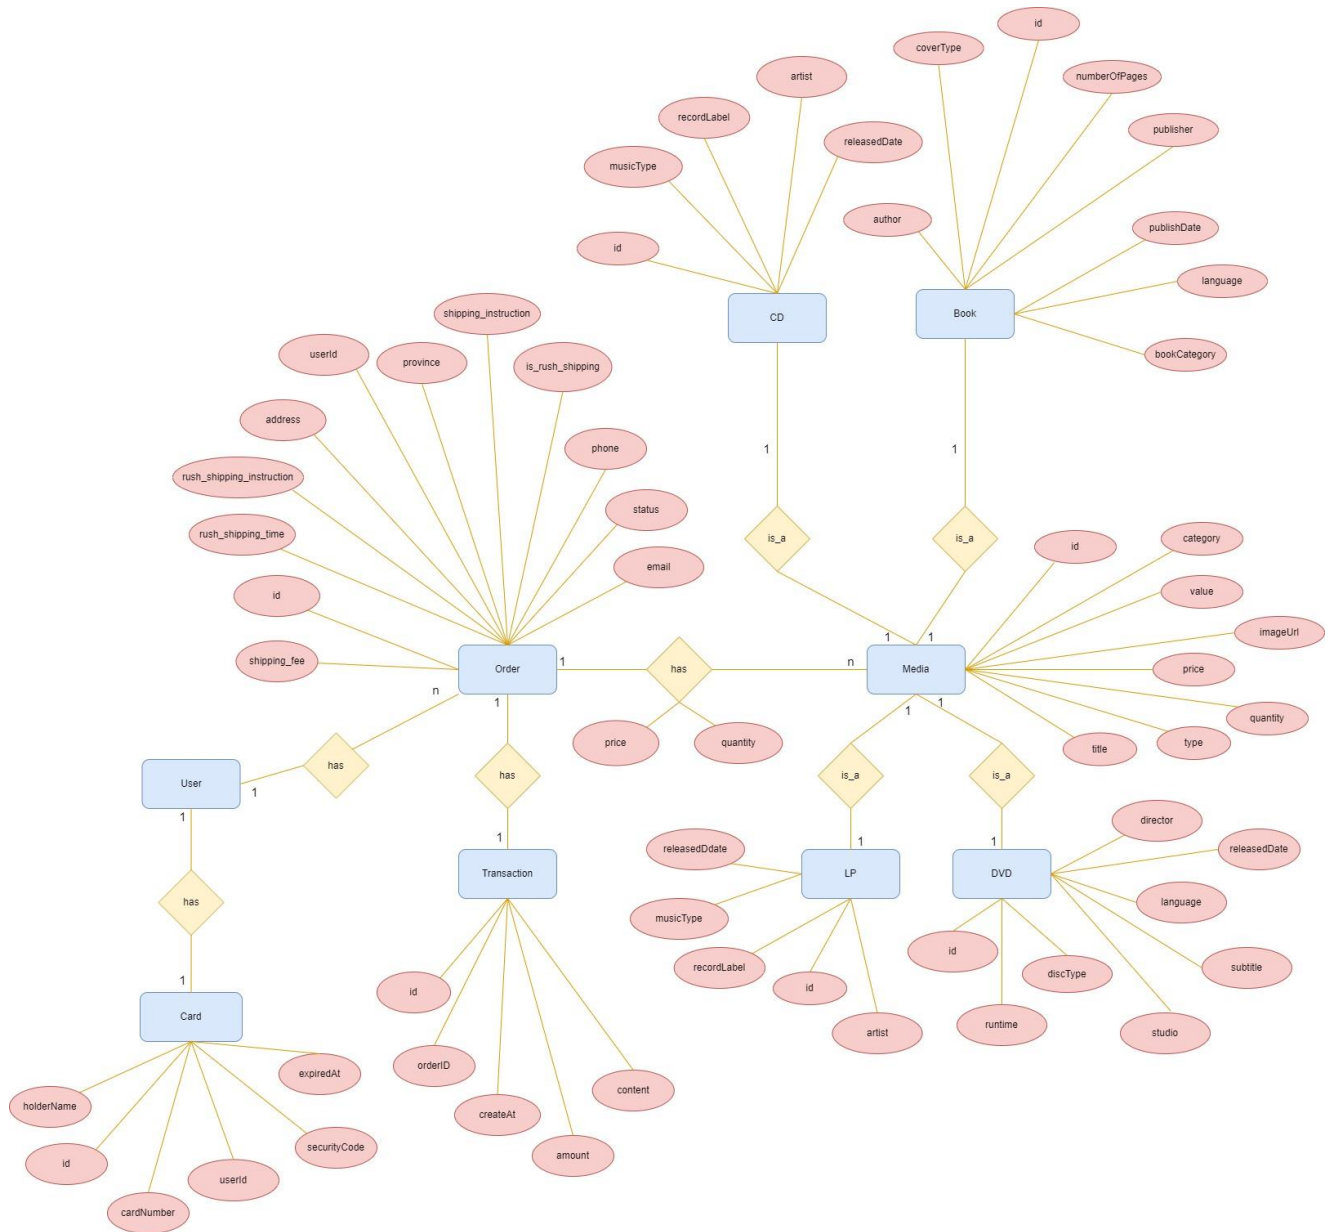 id
coverType
artist
numberOfPages
recordLabel
publisher
releasedDate
musicType
author
publishDate
id
language
shipping_instruction
CD
Book
userId
province
is_rush_shipping
bookCategory
address
phone
1
1
rush_shipping_instruction
status
rush_shipping_time
is_a
is_a
id
category
email
value
id
imageUrl
1
1
shipping_fee
Order
1
has
n
Media
price
n
1
1
1
quantity
price
quantity
title
type
has
has
is_a
is_a
User
1
1
director
1
1
1
releasedDdate
releasedDate
Transaction
LP
DVD
language
has
musicType
id
recordLabel
discType
subtitle
1
id
id
Card
runtime
studio
artist
orderID
expiredAt
content
holderName
createAt
securityCode
amount
id
userId
cardNumber